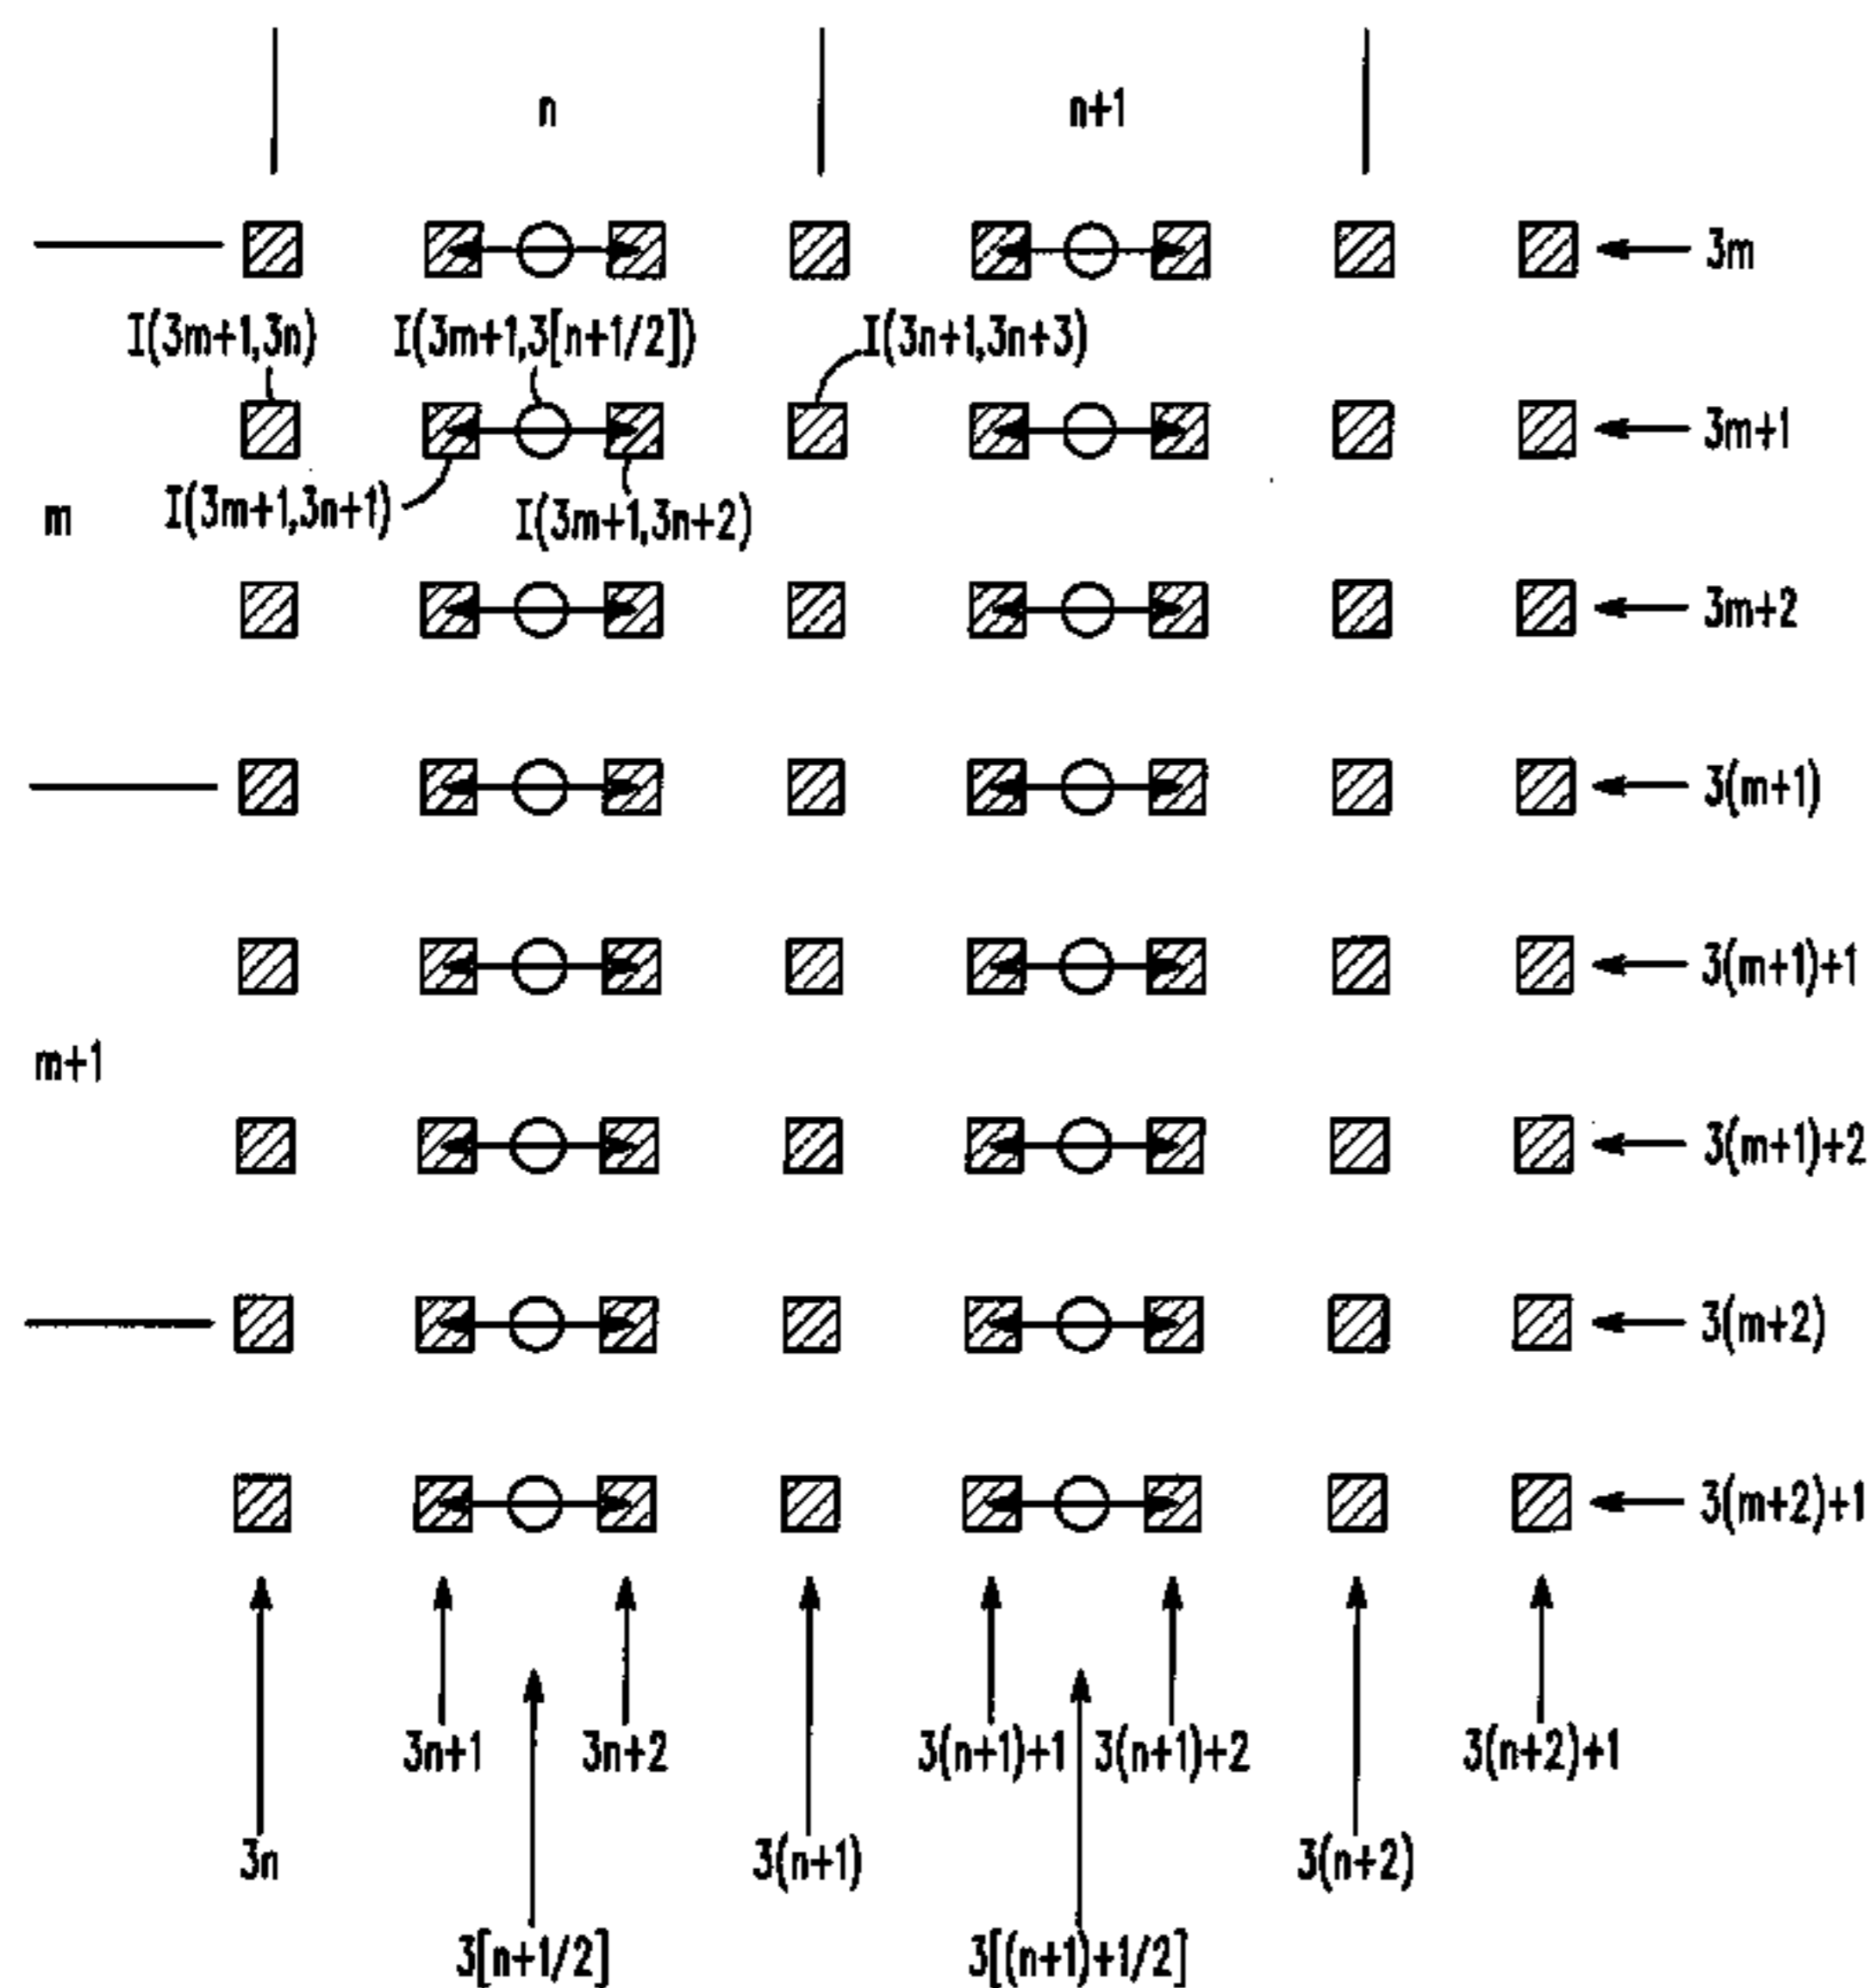 n n+1
3m
I(3m+1,3n) I(3m+1,3[n+1/2]) I(3n+1,3n+3)
3m+1
m I(3m+1,3n+1) I(3m+1,3n+2)
3m+2
3(m+1)
3(m+1)+1
m+1
3(m+1)+2
3(m+2)
3(m+2)+1
3n+1 3n+2 3(n+1)+1 3(n+1)+2 3(n+2)+1
3n 3(n+1) 3(n+2)
3[n+1/2] 3[(n+1)+1/2]